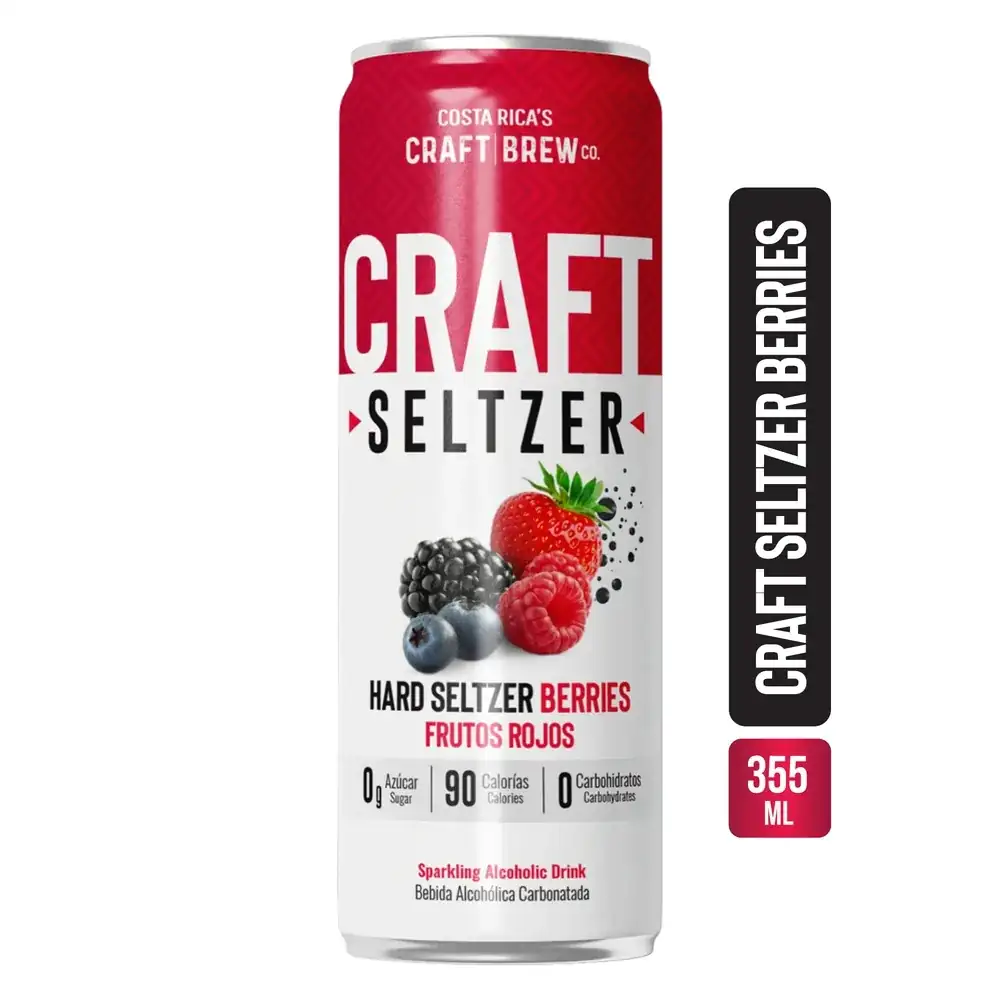 COSTA RICA'S
CRAFT | BREW CO.
CRAFT
SELTZER
HARD SELTZER BERRIES
FRUTOS ROJOS
0g Azúcar Sugar | 90 Calorías Calories | 0 Carbohidratos Carbohydrates
Sparkling Alcoholic Drink
Bebida Alcohólica Carbonatada
CRAFT SELTZER BERRIES
355
ML